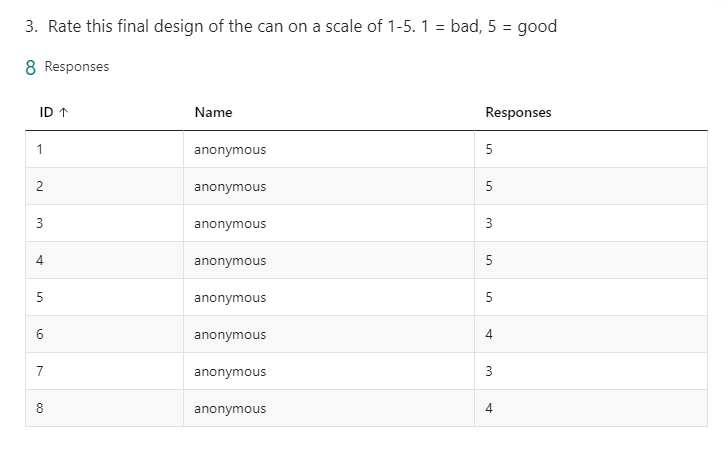 3. Rate this final design of the can on a scale of 1-5. 1 = bad, 5 = good
8 Responses
ID ↑ Name Responses
1 anonymous 5
2 anonymous 5
3 anonymous 3
4 anonymous 5
5 anonymous 5
6 anonymous 4
7 anonymous 3
8 anonymous 4